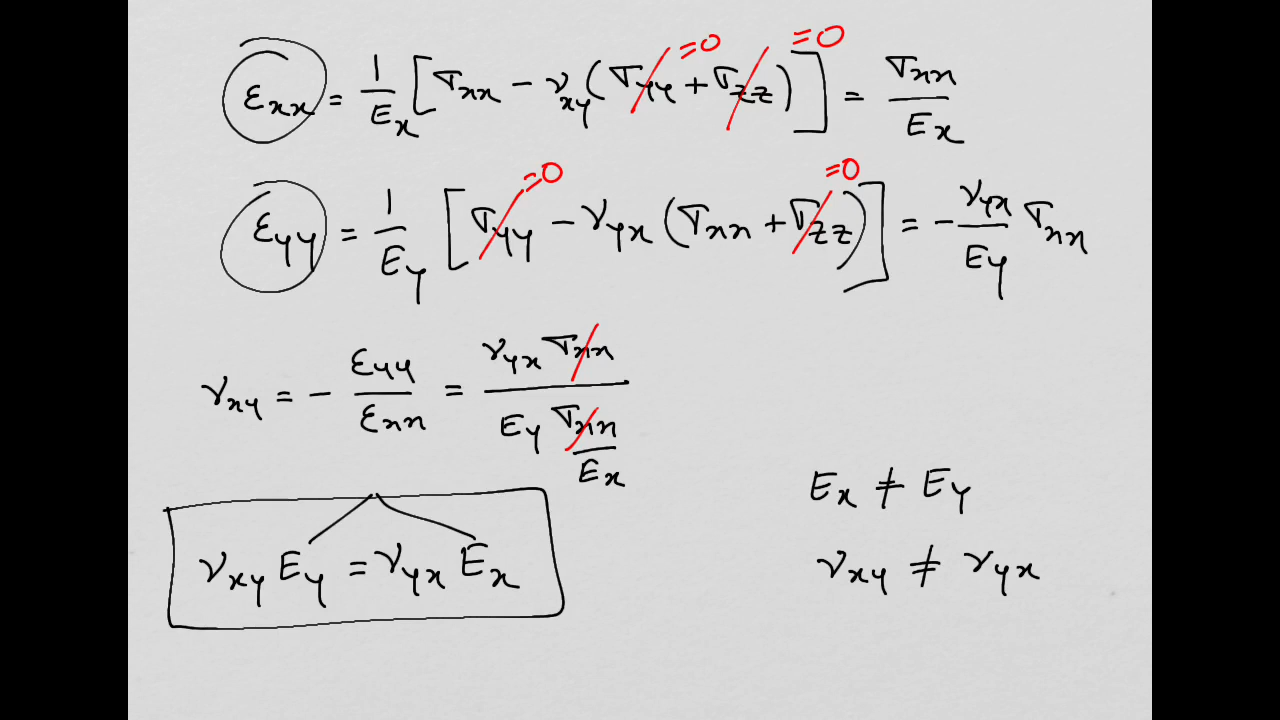 =0 =0
εxx = 1/Ex [σxx − νxy(σyy + σzz)] = σxx/Ex
=0 =0
εyy = 1/Ey [σyy − νyx(σxx + σzz)] = − νyx/Ey σxx
νxy = − εyy/εxx = νyx σxx / (Ey σxx/Ex)
Ex ≠ Ey
νxy Ey = νyx Ex
νxy ≠ νyx